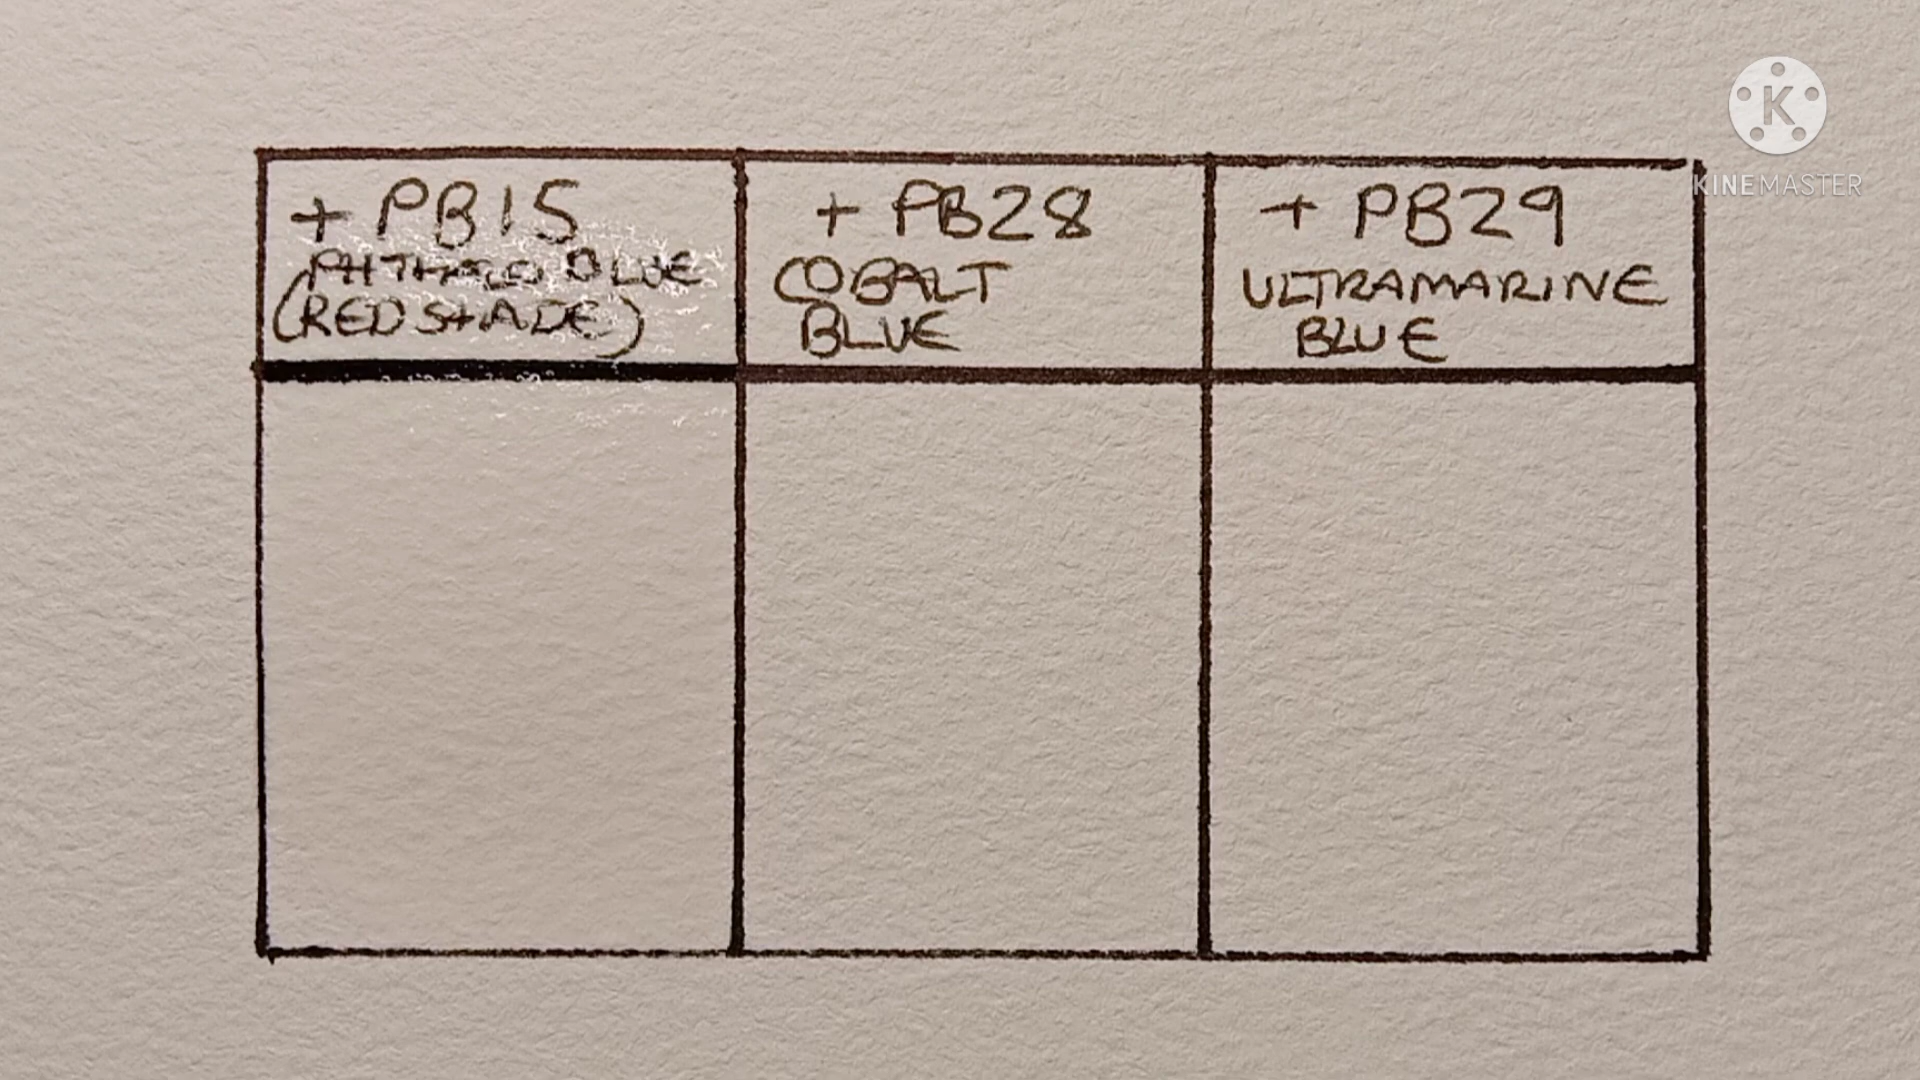 + PB15
PHTHALO BLUE
(RED SHADE)
+ PB28
COBALT
BLUE
+ PB29
ULTRAMARINE
BLUE
K
KINEMASTER